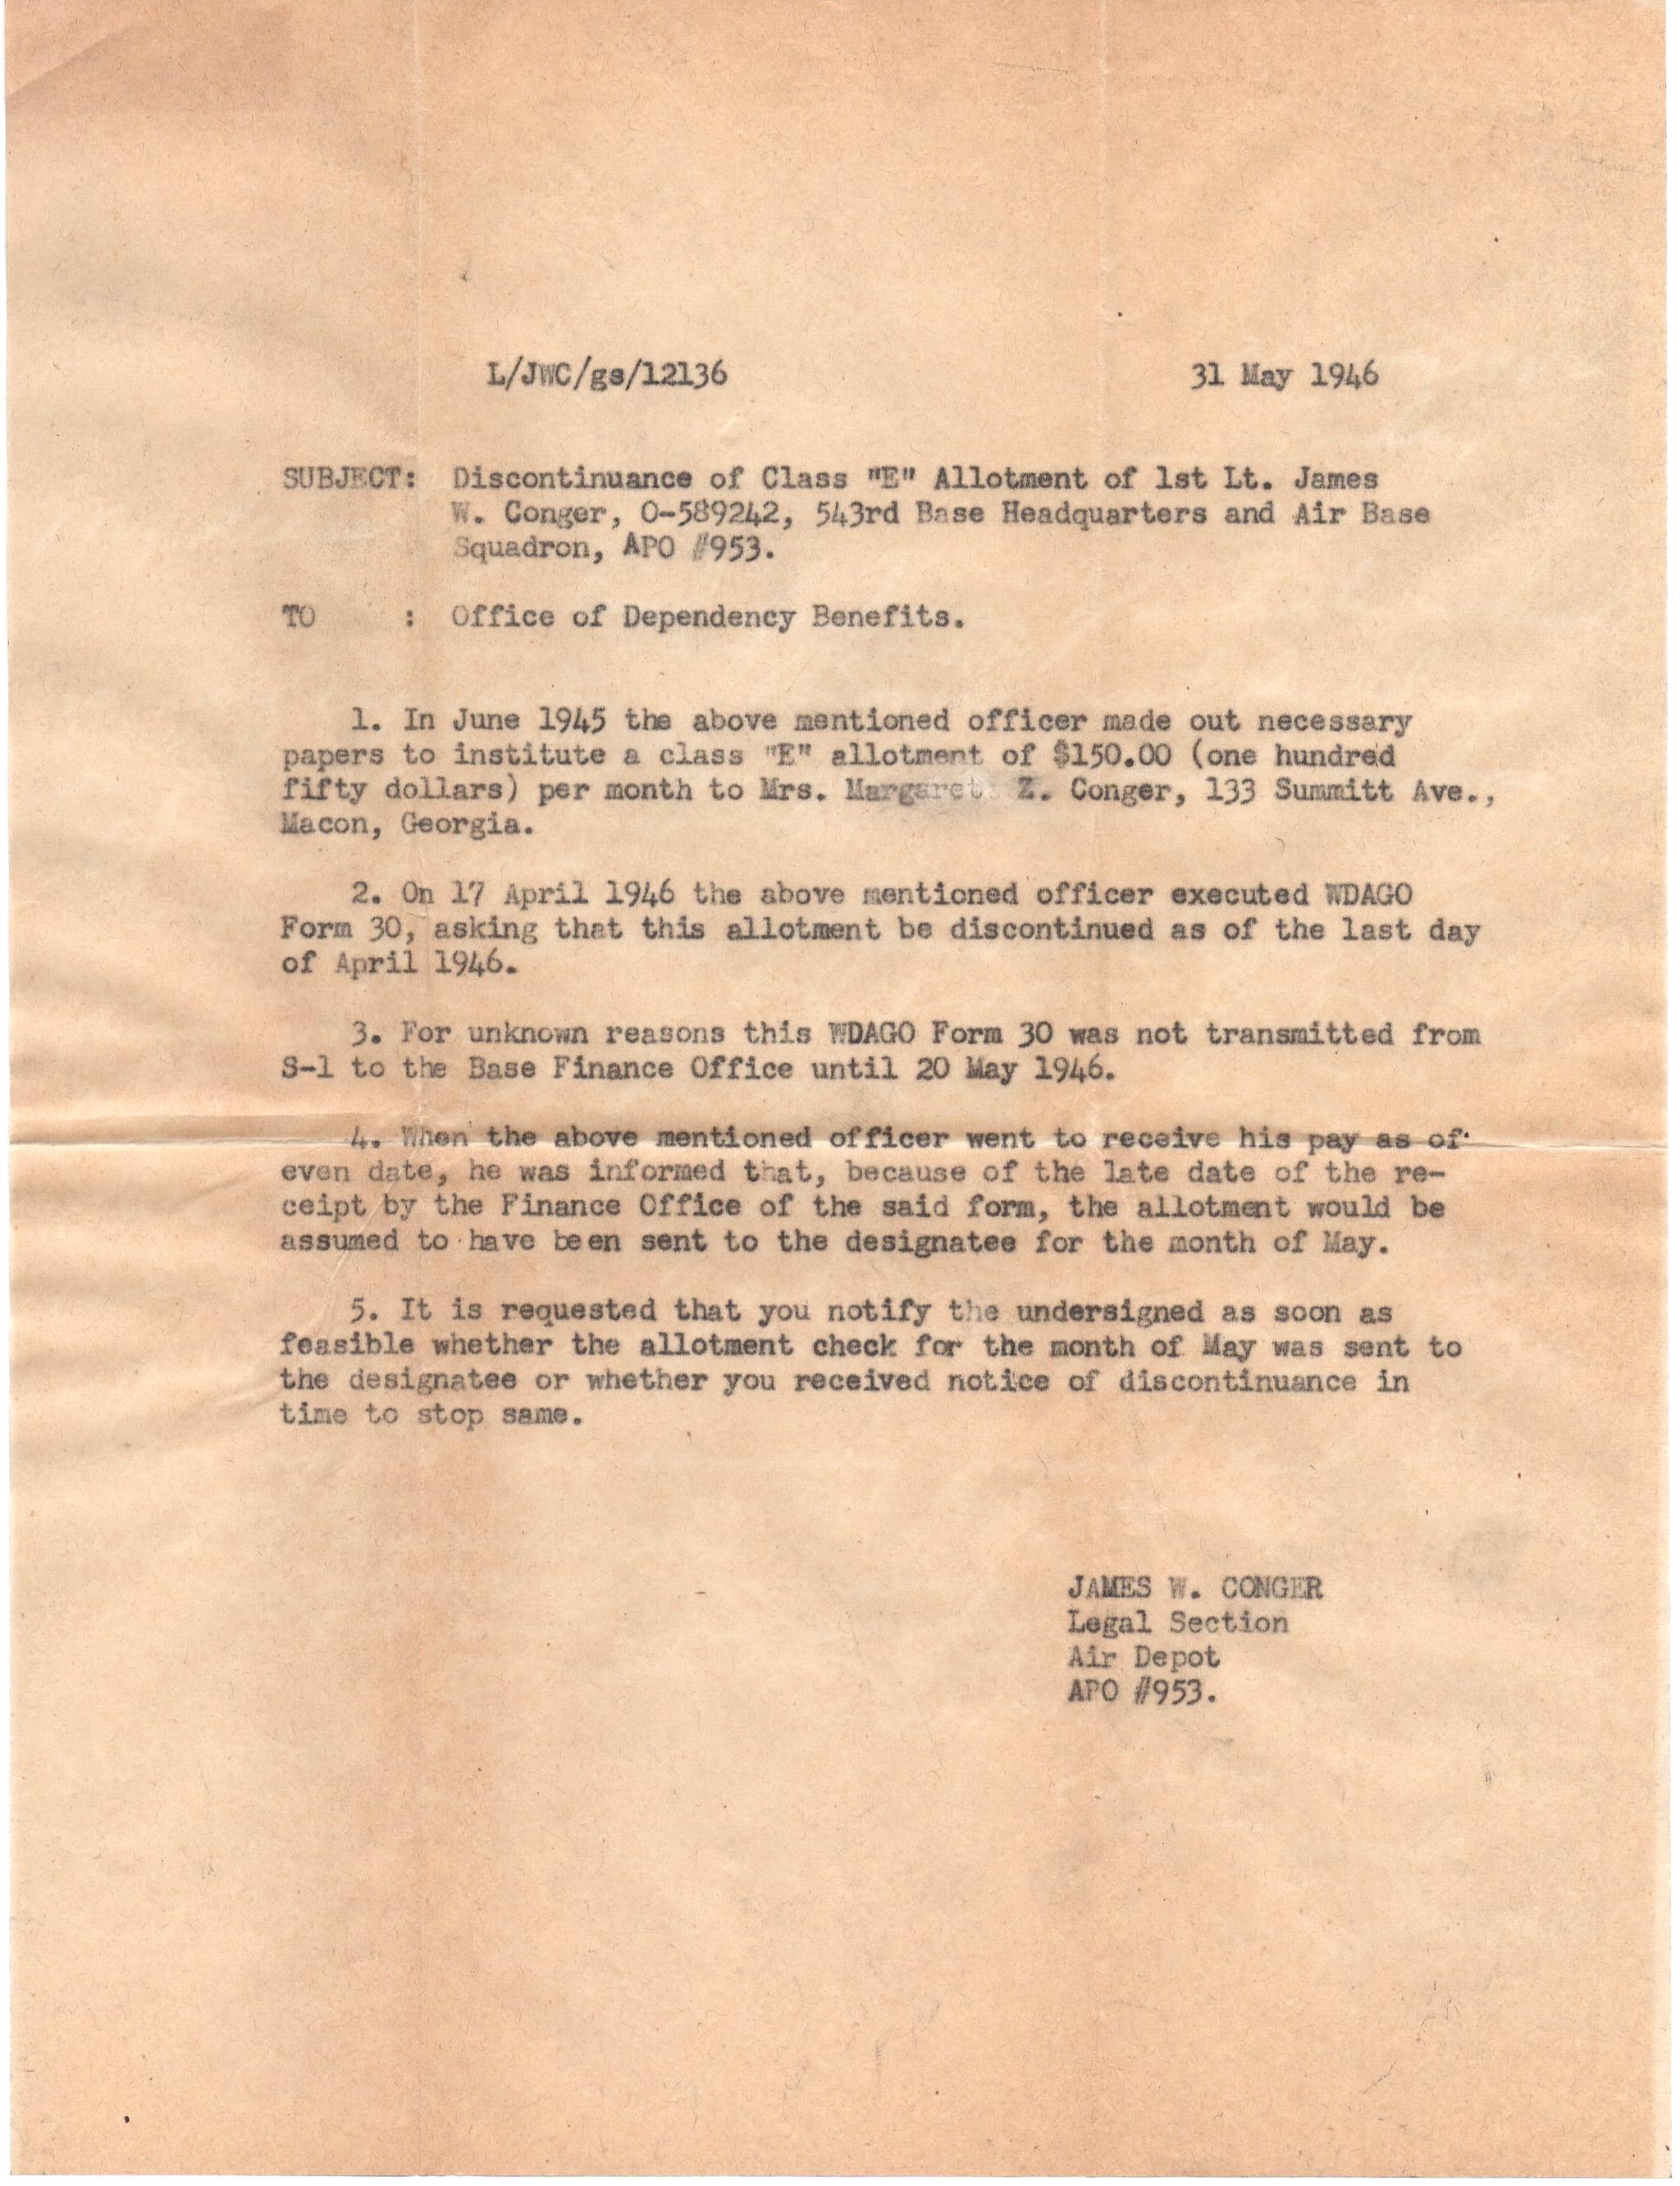 L/JWC/gs/12136 31 May 1946
SUBJECT: Discontinuance of Class "E" Allotment of 1st Lt. James
W. Conger, O-589242, 543rd Base Headquarters and Air Base
Squadron, APO #953.
TO : Office of Dependency Benefits.
1. In June 1945 the above mentioned officer made out necessary
papers to institute a class "E" allotment of $150.00 (one hundred
fifty dollars) per month to Mrs. Margaret Z. Conger, 133 Summitt Ave.,
Macon, Georgia.
2. On 17 April 1946 the above mentioned officer executed WDAGO
Form 30, asking that this allotment be discontinued as of the last day
of April 1946.
3. For unknown reasons this WDAGO Form 30 was not transmitted from
S-1 to the Base Finance Office until 20 May 1946.
4. When the above mentioned officer went to receive his pay as of
even date, he was informed that, because of the late date of the re-
ceipt by the Finance Office of the said form, the allotment would be
assumed to have been sent to the designatee for the month of May.
5. It is requested that you notify the undersigned as soon as
feasible whether the allotment check for the month of May was sent to
the designatee or whether you received notice of discontinuance in
time to stop same.
JAMES W. CONGER
Legal Section
Air Depot
APO #953.